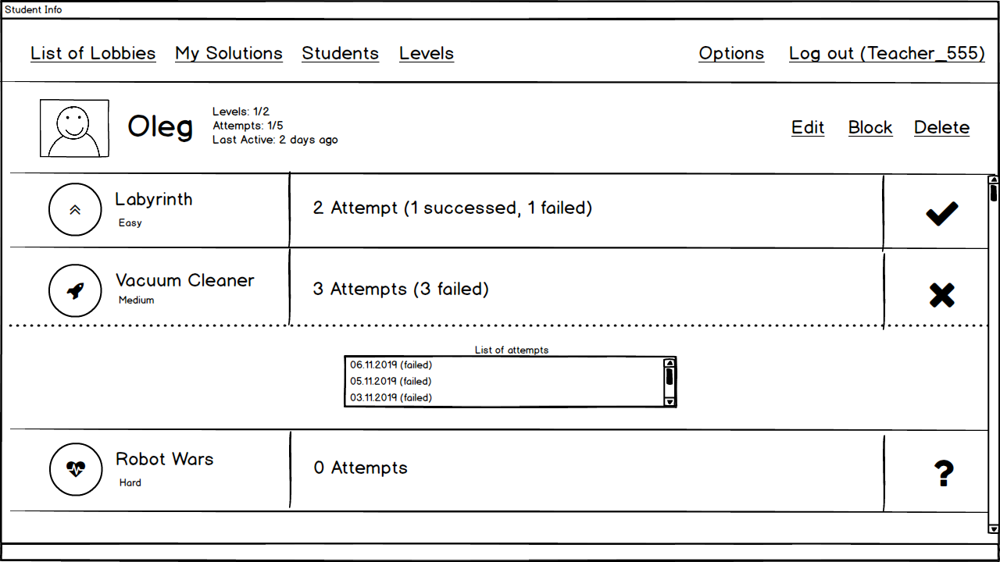 Student Info
List of Lobbies My Solutions Students Levels Options Log out (Teacher_555)
Oleg
Levels: 1/2
Attempts: 1/5
Last Active: 2 days ago
Edit Block Delete
Labyrinth
Easy
2 Attempt (1 successed, 1 failed)
Vacuum Cleaner
Medium
3 Attempts (3 failed)
List of attempts
06.11.2019 (failed)
05.11.2019 (failed)
03.11.2019 (failed)
Robot Wars
Hard
0 Attempts
?